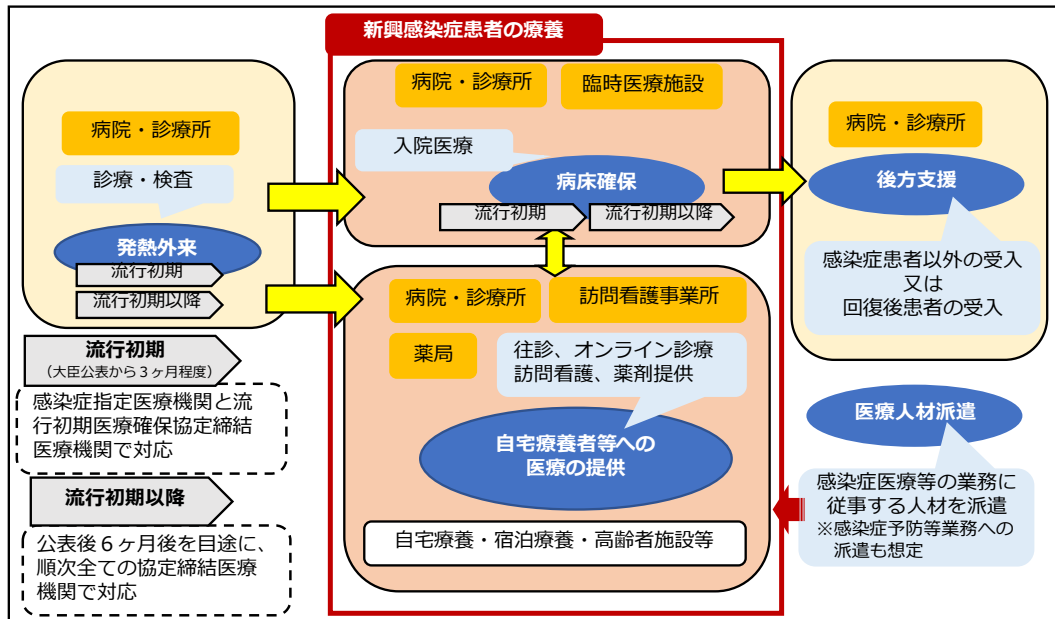 新興感染症患者の療養
病院・診療所
診療・検査
発熱外来
流行初期
流行初期以降
流行初期
(大臣公表から3ヶ月程度)
感染症指定医療機関と流
行初期医療確保協定締結
医療機関で対応
流行初期以降
公表後6ヶ月後を目途に、
順次全ての協定締結医療
機関で対応
病院・診療所
臨時医療施設
入院医療
病床確保
流行初期
流行初期以降
病院・診療所
訪問看護事業所
薬局
往診、オンライン診療
訪問看護、薬剤提供
自宅療養者等への
医療の提供
自宅療養・宿泊療養・高齢者施設等
病院・診療所
後方支援
感染症患者以外の受入
又は
回復後患者の受入
医療人材派遣
感染症医療等の業務に
従事する人材を派遣
※感染症予防等業務への
派遣も想定